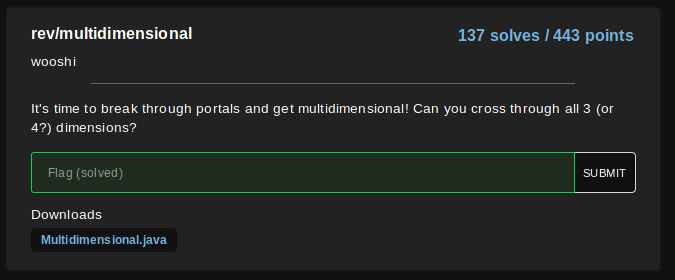 rev/multidimensional
137 solves / 443 points
wooshi
It's time to break through portals and get multidimensional! Can you cross through all 3 (or
4?) dimensions?
Flag (solved)
SUBMIT
Downloads
Multidimensional.java